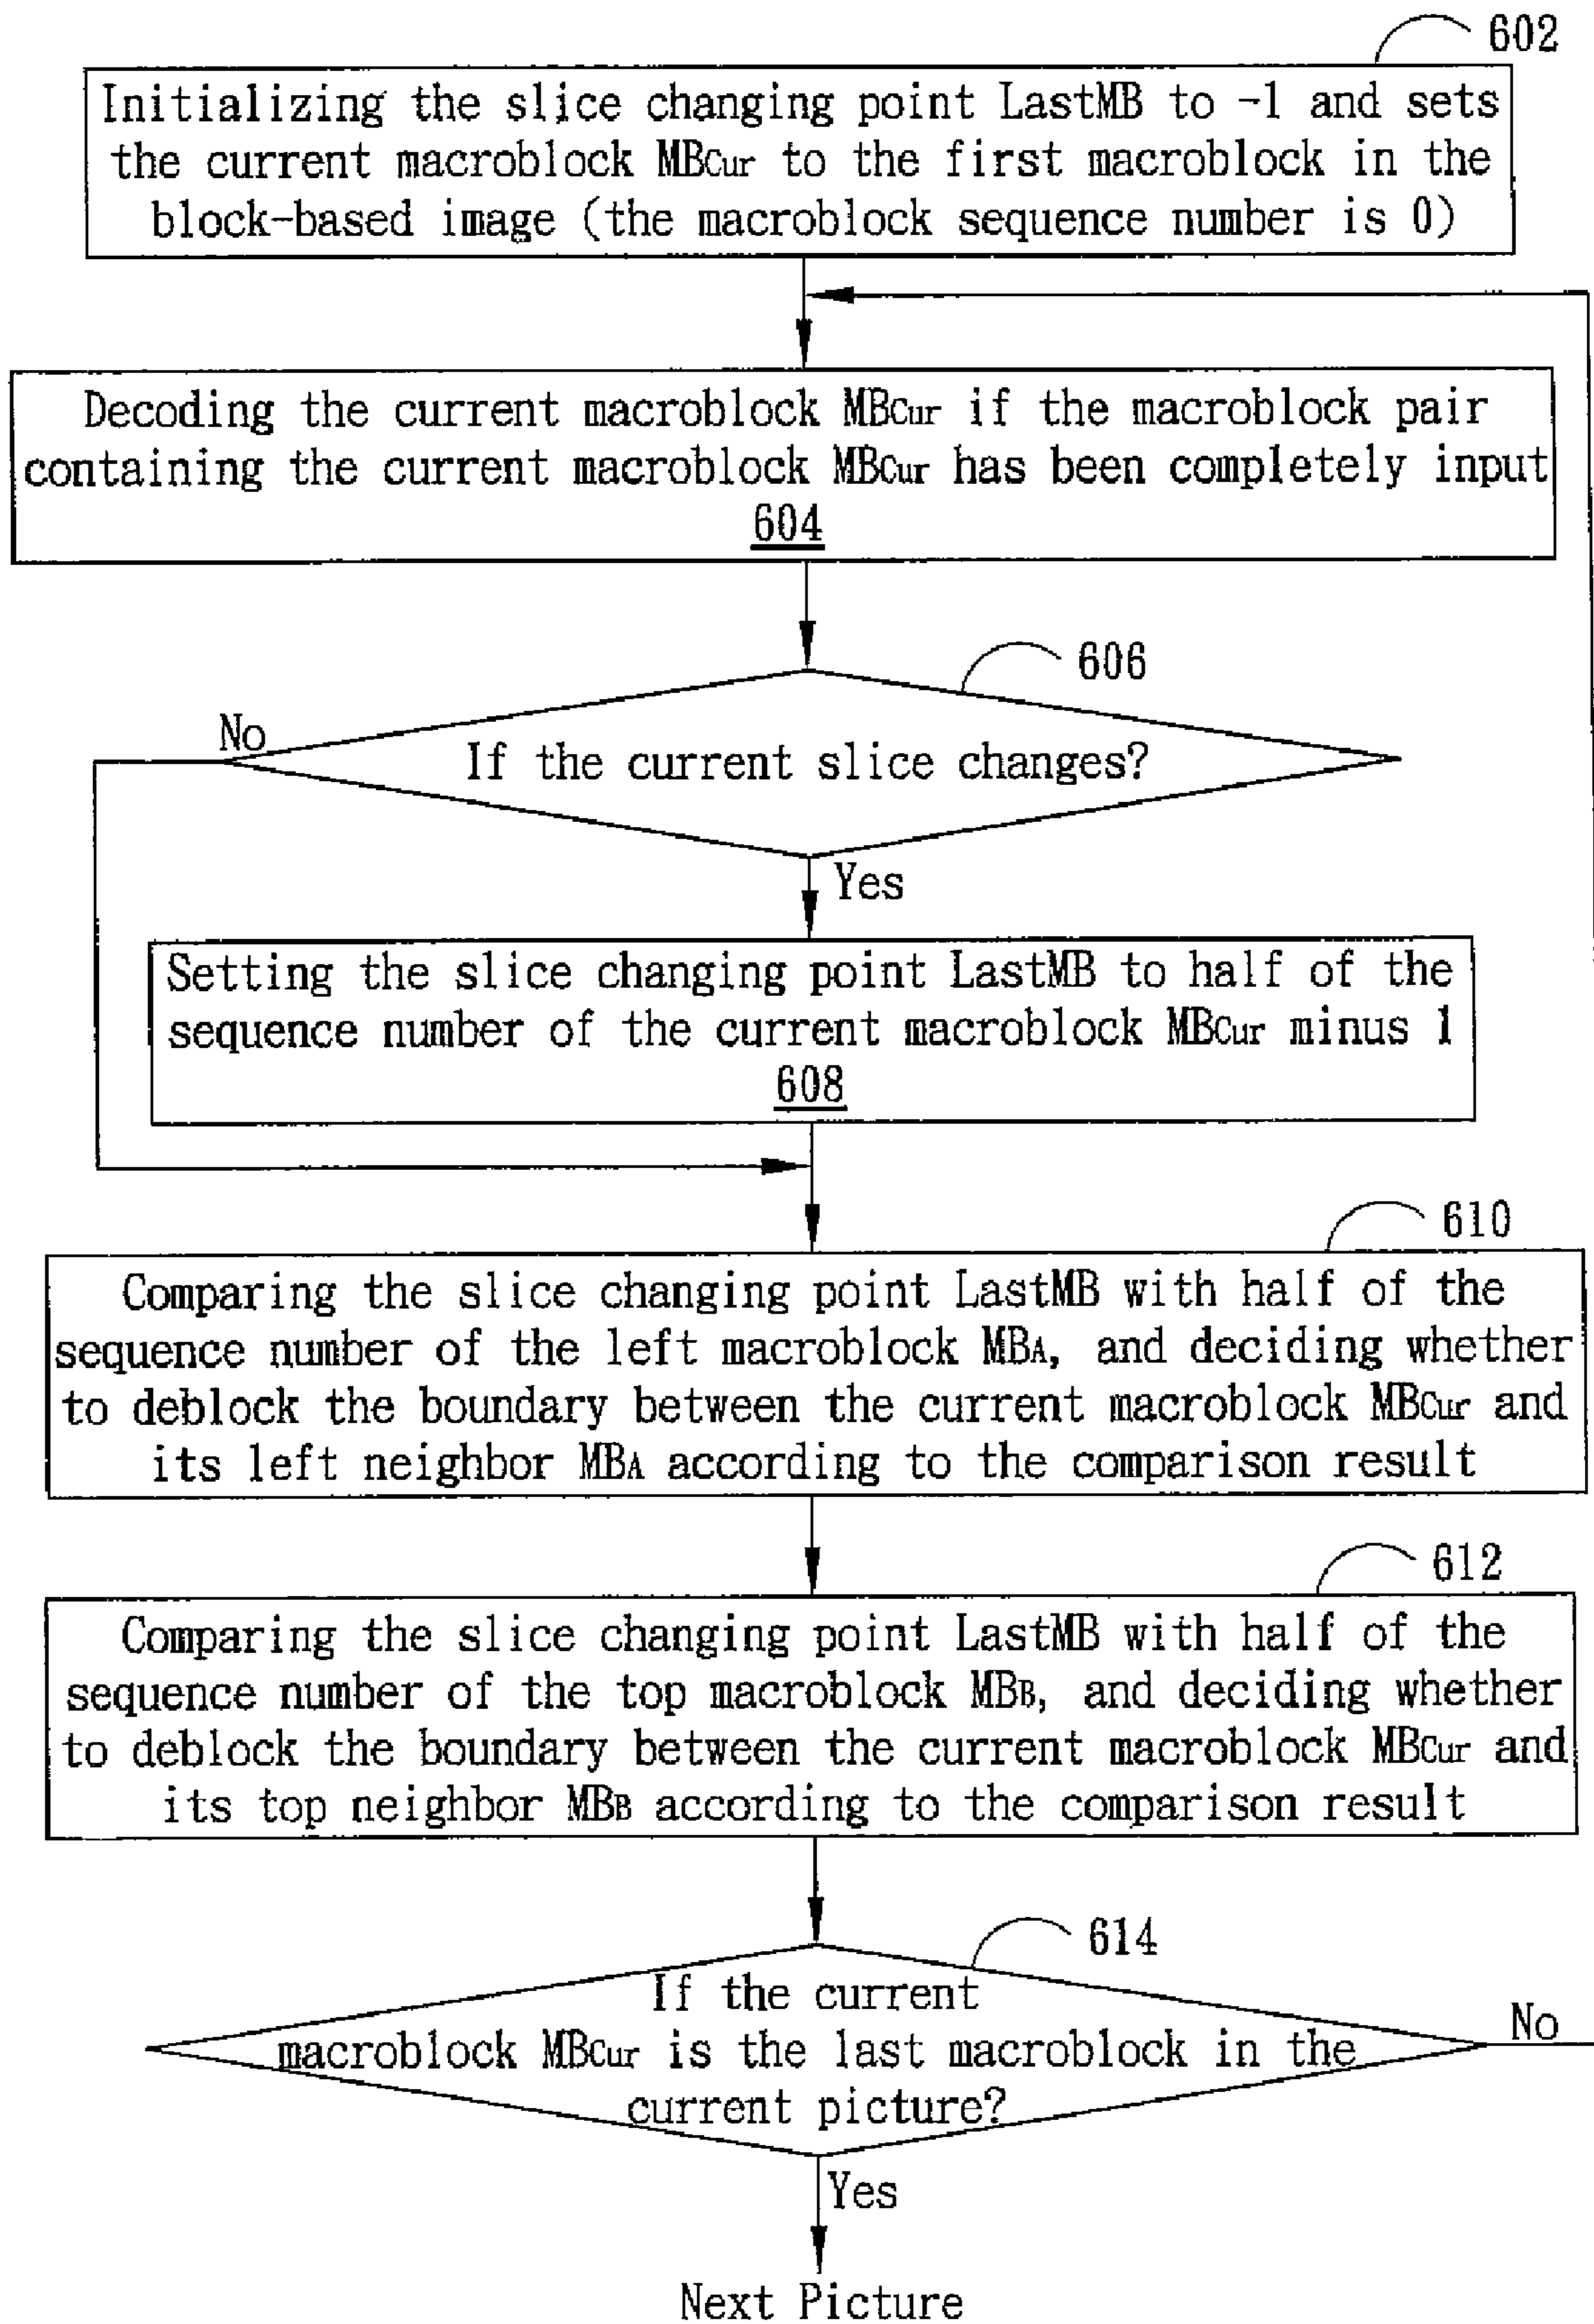 602
Initializing the slice changing point LastMB to -1 and sets
the current macroblock MBCur to the first macroblock in the
block-based image (the macroblock sequence number is 0)
Decoding the current macroblock MBCur if the macroblock pair
containing the current macroblock MBCur has been completely input
604
606
No
If the current slice changes?
Yes
Setting the slice changing point LastMB to half of the
sequence number of the current macroblock MBCur minus 1
608
610
Comparing the slice changing point LastMB with half of the
sequence number of the left macroblock MBA, and deciding whether
to deblock the boundary between the current macroblock MBCur and
its left neighbor MBA according to the comparison result
612
Comparing the slice changing point LastMB with half of the
sequence number of the top macroblock MBB, and deciding whether
to deblock the boundary between the current macroblock MBCur and
its top neighbor MBB according to the comparison result
614
If the current
macroblock MBCur is the last macroblock in the
current picture?
No
Yes
Next Picture